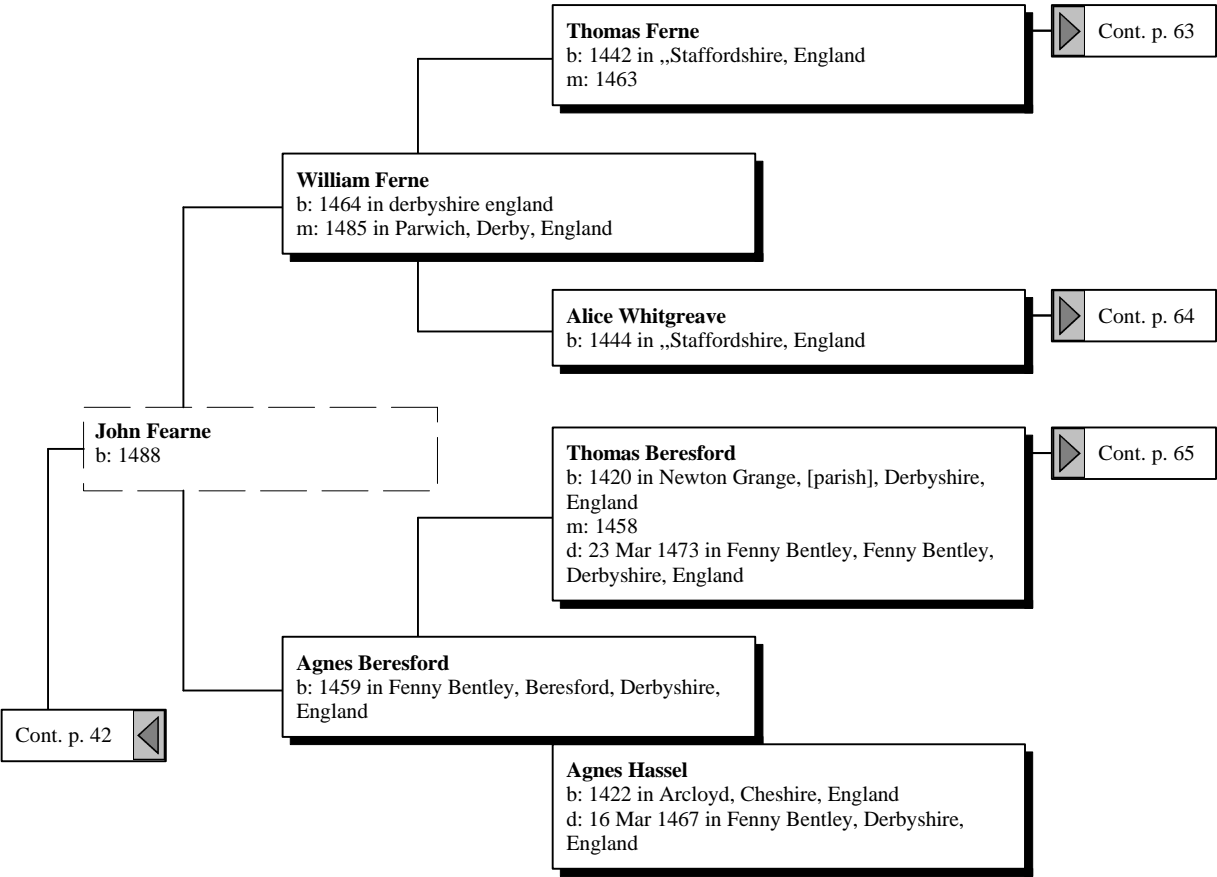 Thomas Ferne
b: 1442 in ,,Staffordshire, England
m: 1463
Cont. p. 63
William Ferne
b: 1464 in derbyshire england
m: 1485 in Parwich, Derby, England
Alice Whitgreave
b: 1444 in ,,Staffordshire, England
Cont. p. 64
John Fearne
b: 1488
Thomas Beresford
b: 1420 in Newton Grange, [parish], Derbyshire,
England
m: 1458
d: 23 Mar 1473 in Fenny Bentley, Fenny Bentley,
Derbyshire, England
Cont. p. 65
Agnes Beresford
b: 1459 in Fenny Bentley, Beresford, Derbyshire,
England
Cont. p. 42
Agnes Hassel
b: 1422 in Arcloyd, Cheshire, England
d: 16 Mar 1467 in Fenny Bentley, Derbyshire,
England